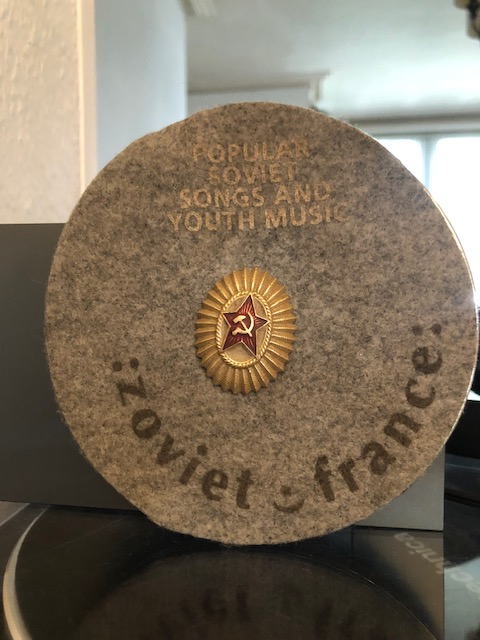 POPULAR
SOVIET
SONGS AND
YOUTH MUSIC
:zoviet france: